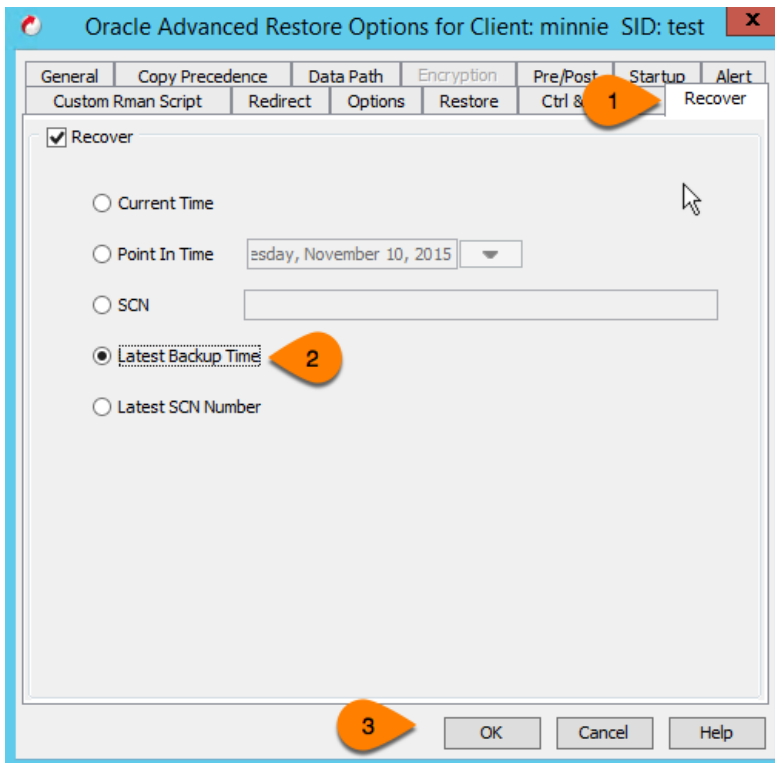 Oracle Advanced Restore Options for Client: minnie SID: test x
General Copy Precedence Data Path Encryption Pre/Post Startup Alert
Custom Rman Script Redirect Options Restore Ctrl & 1 Recover
Recover
Current Time
Point In Time esday, November 10, 2015
SCN
Latest Backup Time 2
Latest SCN Number
3 OK Cancel Help